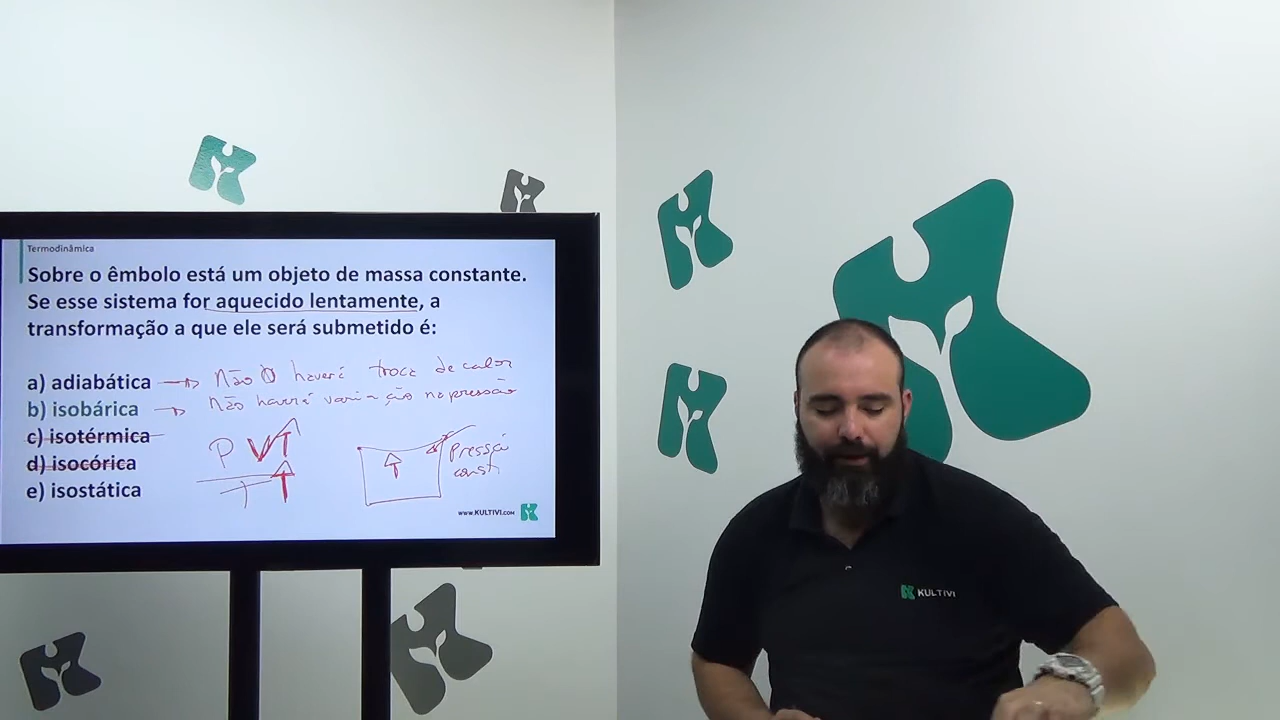 Termodinâmica
Sobre o êmbolo está um objeto de massa constante.
Se esse sistema for aquecido lentamente, a
transformação a que ele será submetido é:
a) adiabática → Não haverá troca de calor
b) isobárica → Não haverá variação na pressão
c) isotérmica
d) isocórica
e) isostática
P V
T
pressã
const.
www.KULTIVI.com
KULTIVI